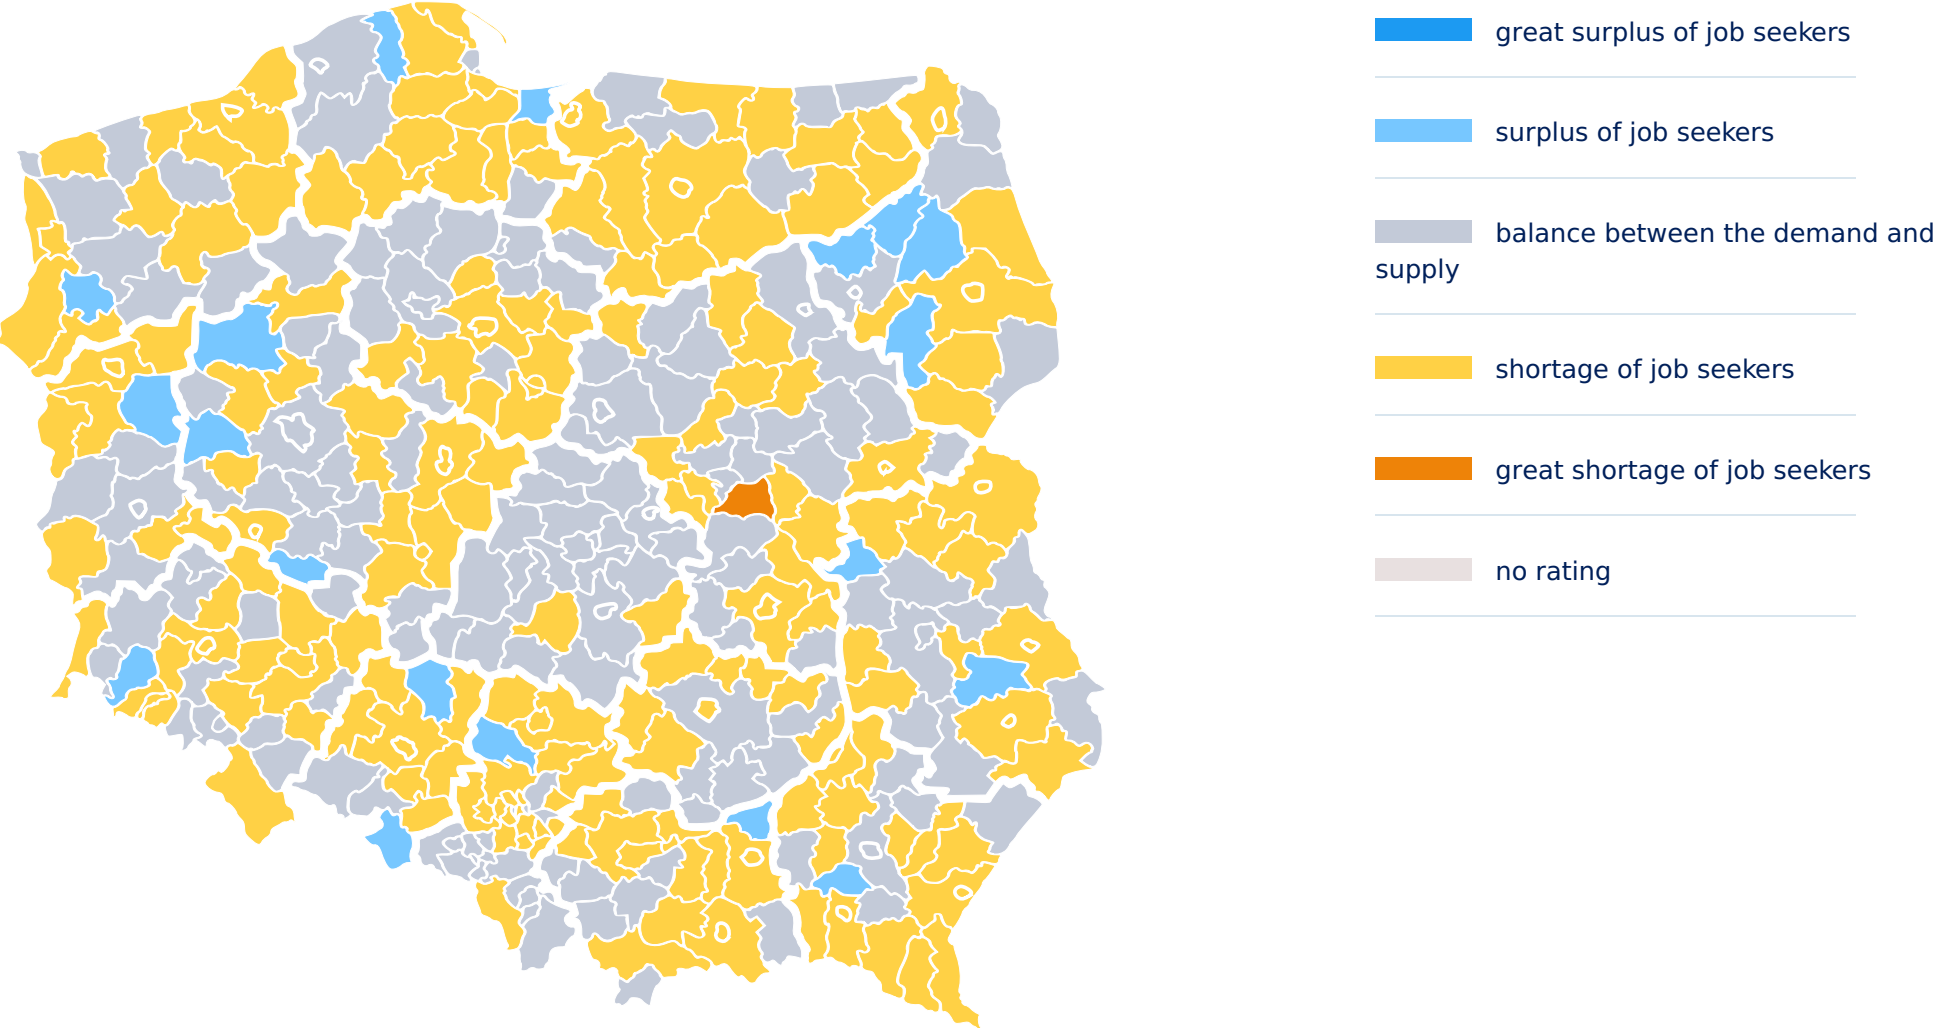 great surplus of job seekers
surplus of job seekers
balance between the demand and
supply
shortage of job seekers
great shortage of job seekers
no rating